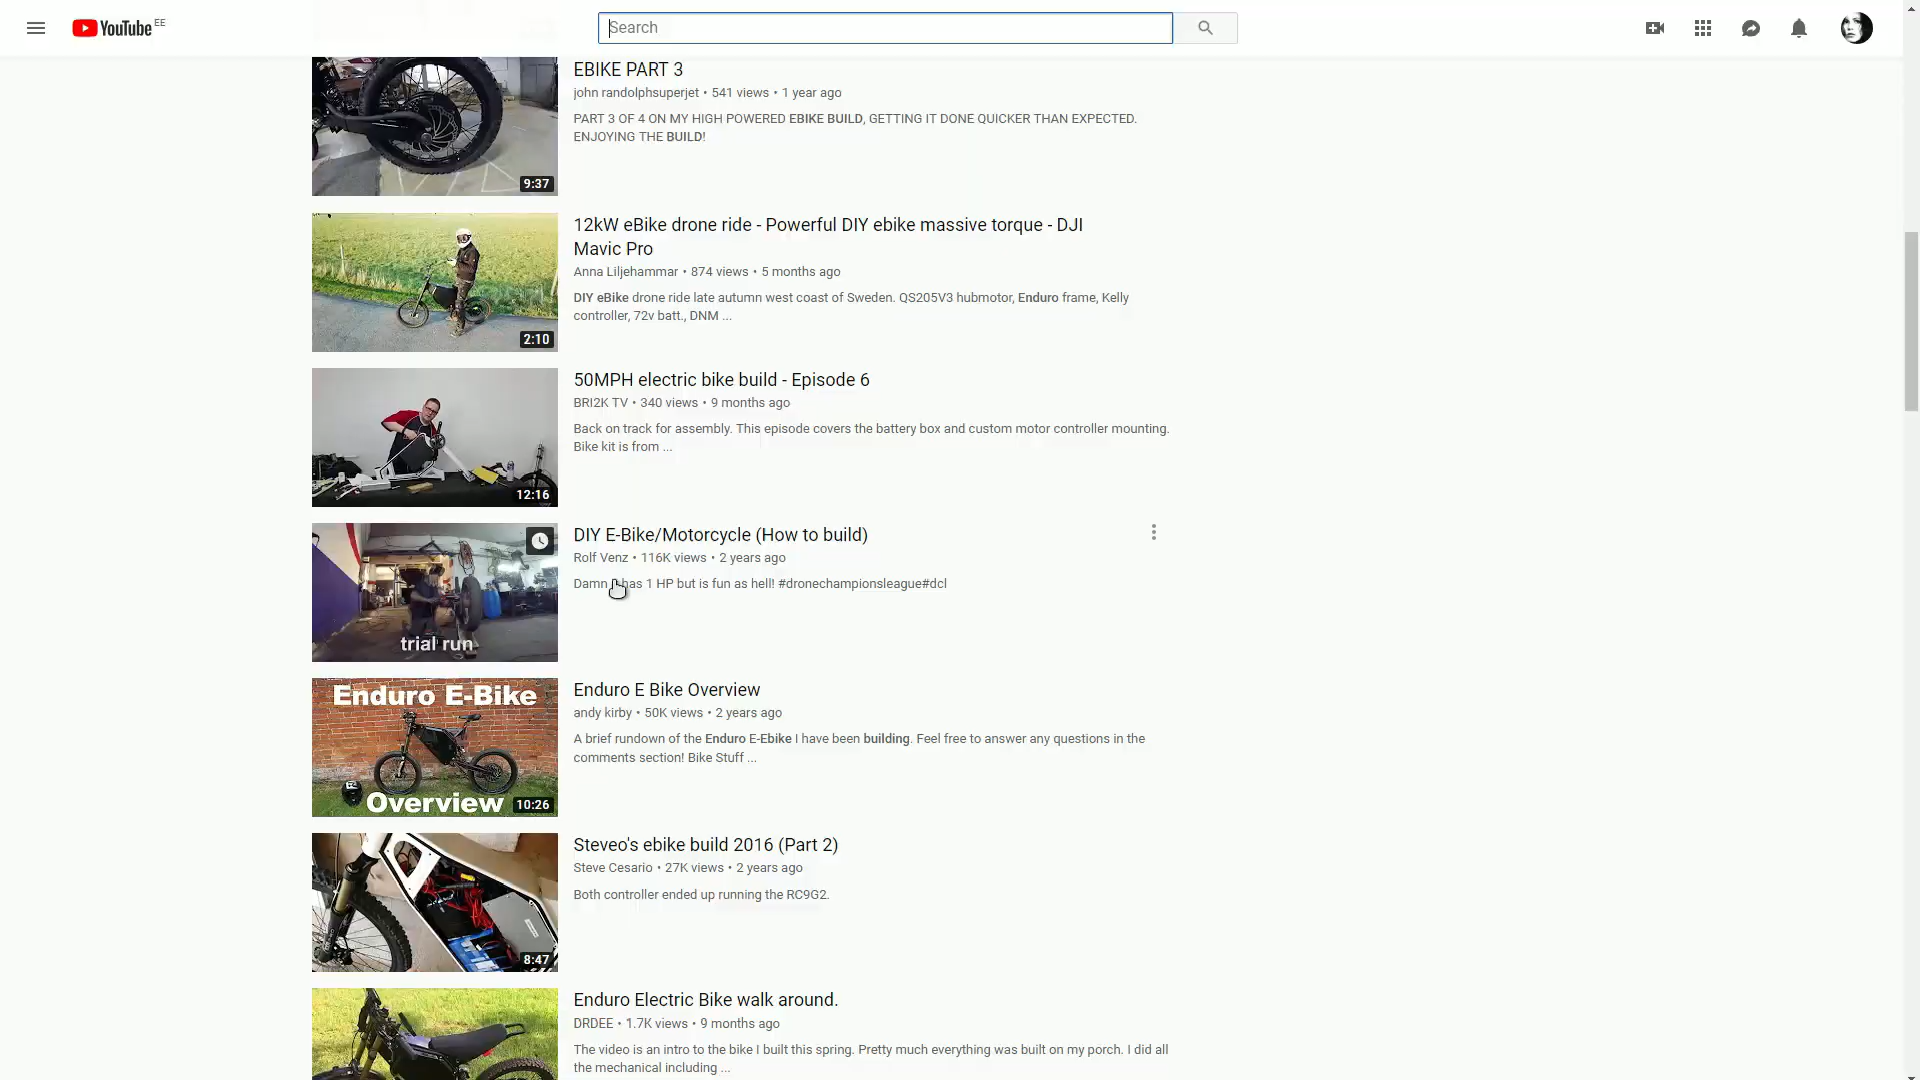 YouTube EE
Search
EBIKE PART 3
john randolphsuperjet • 541 views • 1 year ago
PART 3 OF 4 ON MY HIGH POWERED EBIKE BUILD, GETTING IT DONE QUICKER THAN EXPECTED.
ENJOYING THE BUILD!
9:37
12kW eBike drone ride - Powerful DIY ebike massive torque - DJI
Mavic Pro
Anna Liljehammar • 874 views • 5 months ago
DIY eBike drone ride late autumn west coast of Sweden. QS205V3 hubmotor, Enduro frame, Kelly
controller, 72v batt., DNM ...
2:10
50MPH electric bike build - Episode 6
BRI2K TV • 340 views • 9 months ago
Back on track for assembly. This episode covers the battery box and custom motor controller mounting.
Bike kit is from ...
12:16
DIY E-Bike/Motorcycle (How to build)
Rolf Venz • 116K views • 2 years ago
Damn has 1 HP but is fun as hell! #dronechampionsleague#dcl
trial run
Enduro E Bike Overview
andy kirby • 50K views • 2 years ago
A brief rundown of the Enduro E-Ebike I have been building. Feel free to answer any questions in the
comments section! Bike Stuff ...
Enduro E-Bike
Overview
10:26
Steveo's ebike build 2016 (Part 2)
Steve Cesario • 27K views • 2 years ago
Both controller ended up running the RC9G2.
8:47
Enduro Electric Bike walk around.
DRDEE • 1.7K views • 9 months ago
The video is an intro to the bike I built this spring. Pretty much everything was built on my porch. I did all
the mechanical including ...